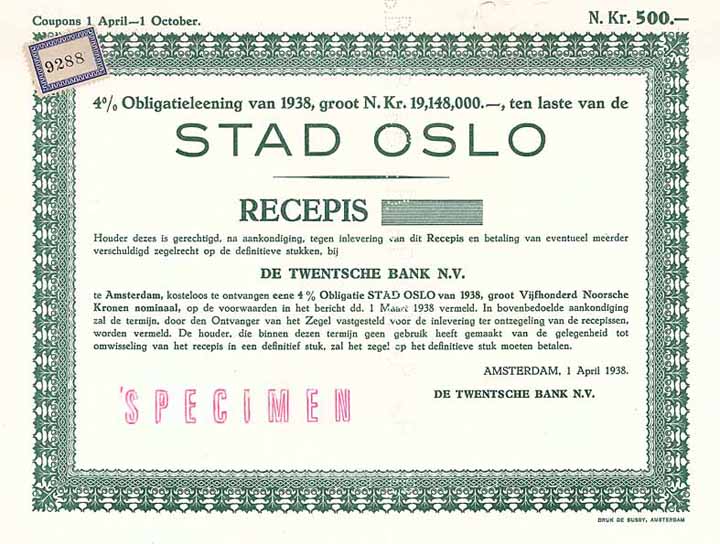 Coupons 1 April—1 October.
N. Kr. 500.—
9288
4% Obligatieleening van 1938, groot N. Kr. 19,148,000.—, ten laste van de
STAD OSLO
RECEPIS
Houder dezes is gerechtigd, na aankondiging, tegen inlevering van dit Recepis en betaling van eventueel meerder
verschuldigd zegelrecht op de definitieve stukken, bij
DE TWENTSCHE BANK N.V.
te Amsterdam, kosteloos te ontvangen eene 4% Obligatie STAD OSLO van 1938, groot Vijfhonderd Noorsche
Kronen nominaal, op de voorwaarden in het bericht dd. 1 Maart 1938 vermeld. In bovenbedoelde aankondiging
zal de termijn, door den Ontvanger van het Zegel vastgesteld voor de inlevering ter ontzegeling van de recepissen,
worden vermeld. De houder, die binnen dezen termijn geen gebruik heeft gemaakt van de gelegenheid tot
omwisseling van het recepis in een definitief stuk, zal het zegel op het definitieve stuk moeten betalen.
AMSTERDAM, 1 April 1938.
DE TWENTSCHE BANK N.V.
SPECIMEN
DRUK DE BUSSY, AMSTERDAM